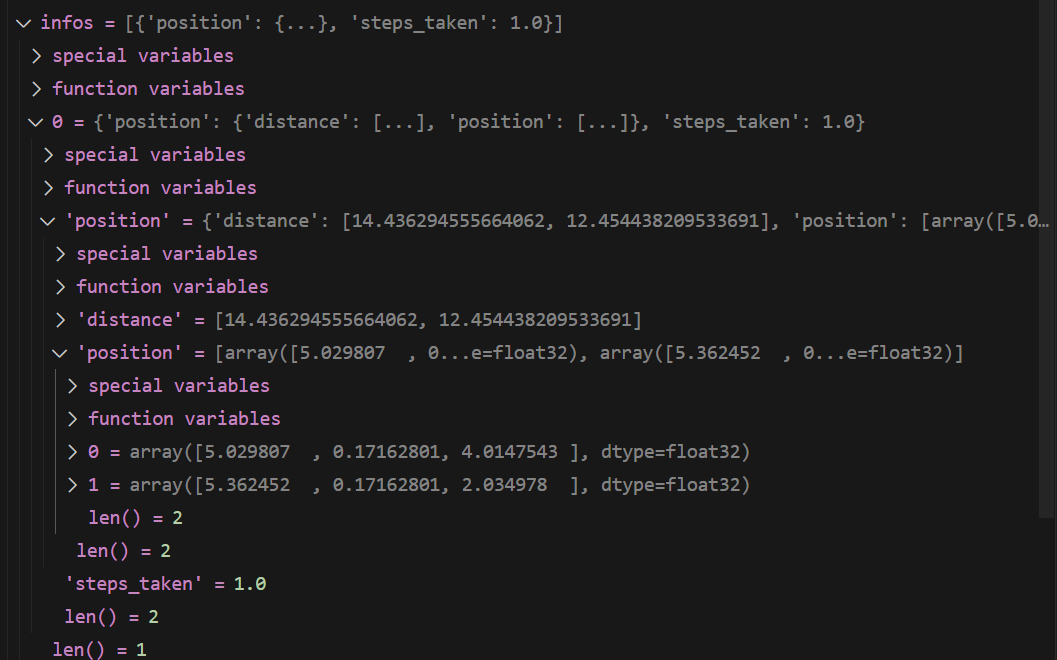 infos = [{'position': {...}, 'steps_taken': 1.0}]
special variables
function variables
0 = {'position': {'distance': [...], 'position': [...]}, 'steps_taken': 1.0}
special variables
function variables
'position' = {'distance': [14.436294555664062, 12.454438209533691], 'position': [array([5.0…
special variables
function variables
'distance' = [14.436294555664062, 12.454438209533691]
'position' = [array([5.029807  , 0...e=float32), array([5.362452  , 0...e=float32)]
special variables
function variables
0 = array([5.029807  , 0.17162801, 4.0147543 ], dtype=float32)
1 = array([5.362452  , 0.17162801, 2.034978  ], dtype=float32)
len() = 2
len() = 2
'steps_taken' = 1.0
len() = 2
len() = 1